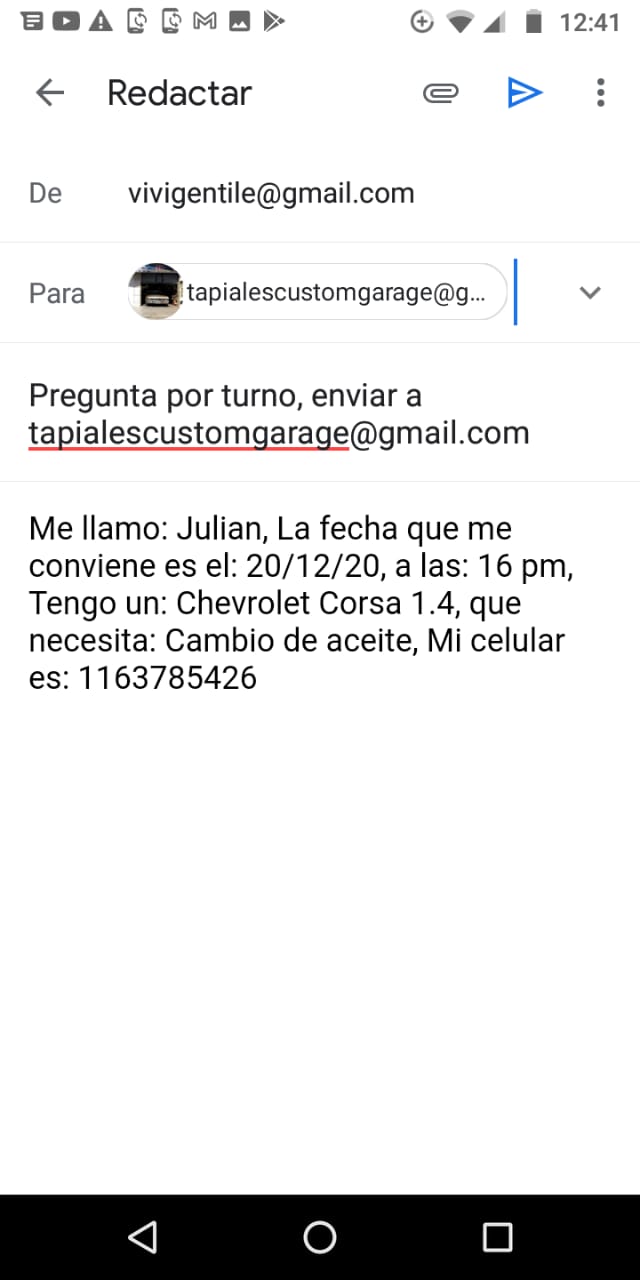 12:41
Redactar
De vivigentile@gmail.com
Para tapialescustomgarage@g...
Pregunta por turno, enviar a
tapialescustomgarage@gmail.com
Me llamo: Julian, La fecha que me
conviene es el: 20/12/20, a las: 16 pm,
Tengo un: Chevrolet Corsa 1.4, que
necesita: Cambio de aceite, Mi celular
es: 1163785426